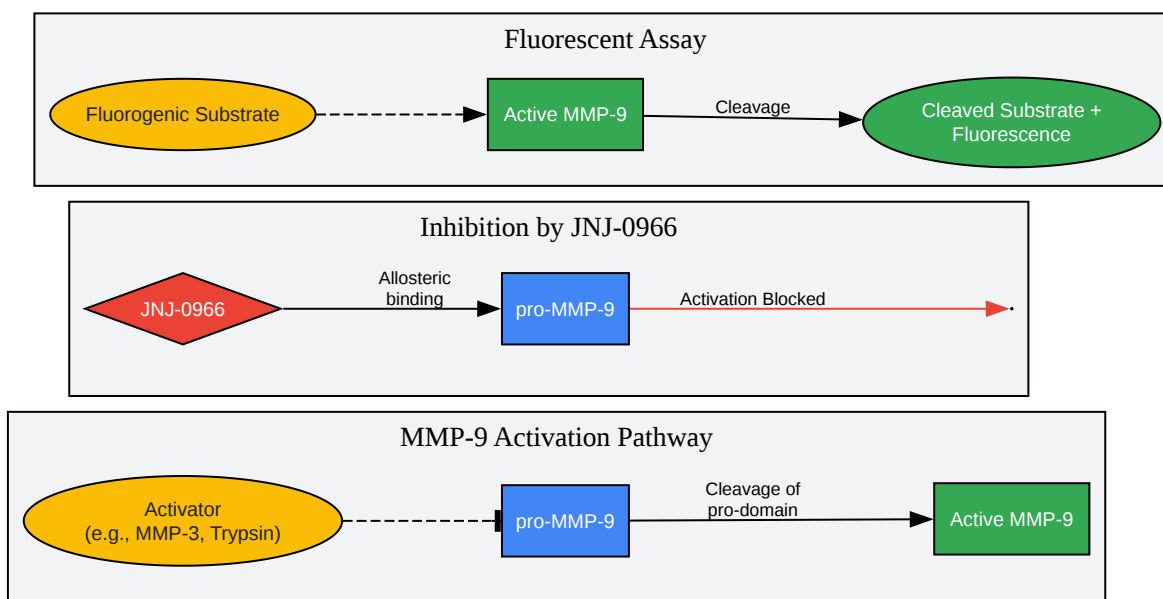 Fluorescent Assay
Fluorogenic Substrate
Active MMP-9
Cleavage
Cleaved Substrate +
Fluorescence
Inhibition by JNJ-0966
JNJ-0966
Allosteric
binding
pro-MMP-9
Activation Blocked
MMP-9 Activation Pathway
Activator
(e.g., MMP-3, Trypsin)
pro-MMP-9
Cleavage of
pro-domain
Active MMP-9